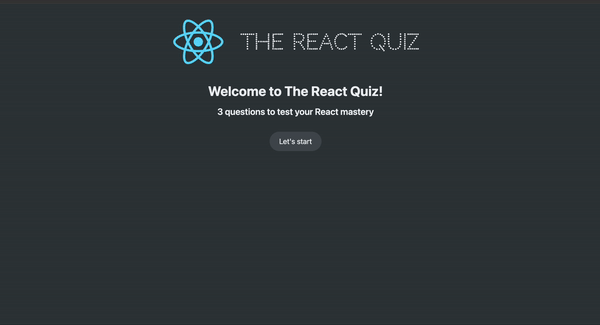 THE REACT QUIZ
Welcome to The React Quiz!
3 questions to test your React mastery
Let's start